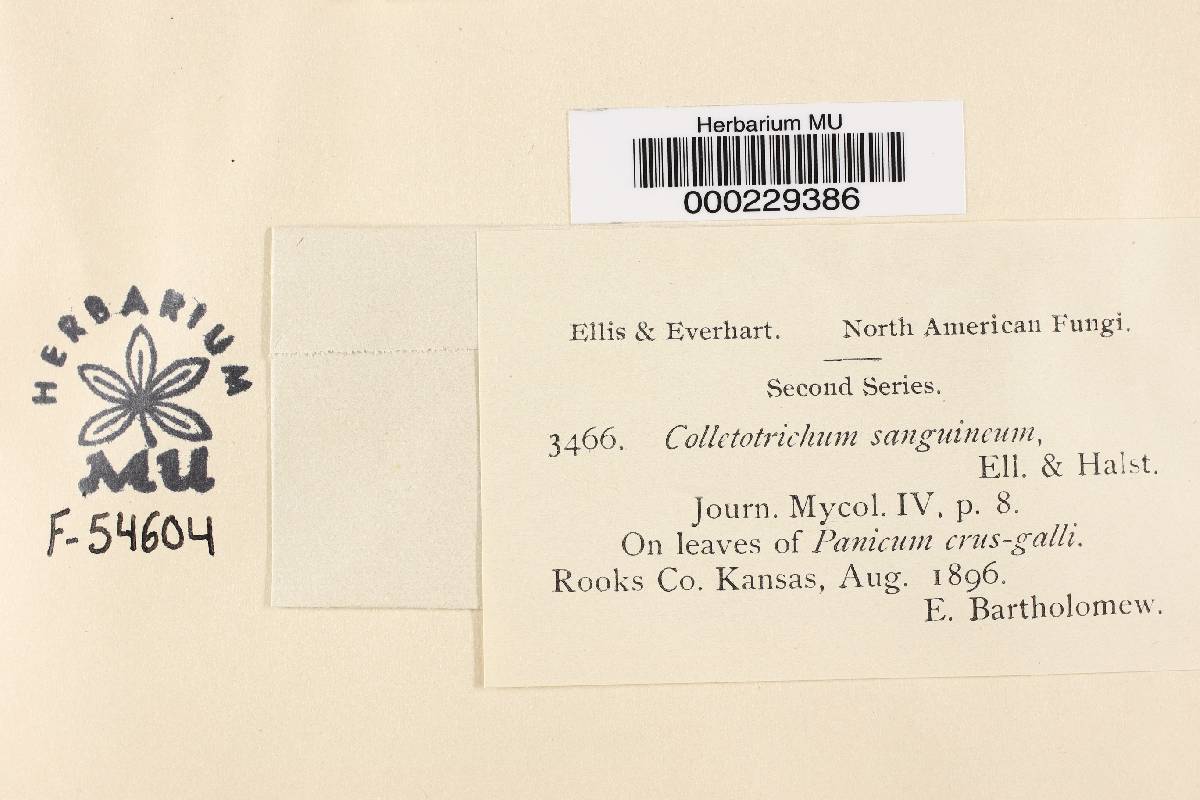 Herbarium MU
000229386
HERBARIUM
MU
F-54604
Ellis & Everhart. North American Fungi.
Second Series.
3466. Colletotrichum sanguineum,
Ell. & Halst.
Journ. Mycol. IV, p. 8.
On leaves of Panicum crus-galli.
Rooks Co. Kansas, Aug. 1896.
E. Bartholomew.